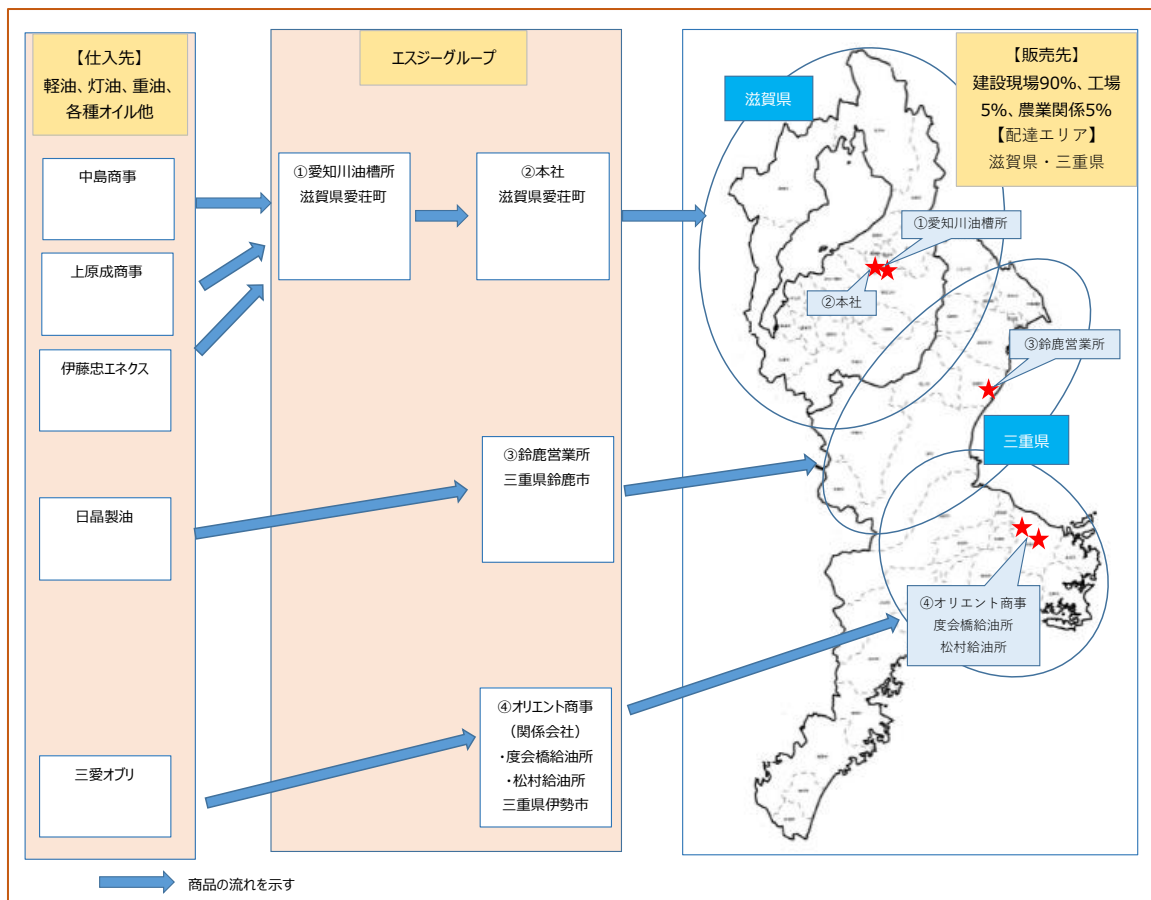 【仕入先】
軽油、灯油、重油、
各種オイル他
中島商事
上原成商事
伊藤忠エネクス
日晶製油
三愛オブリ
エスジーグループ
①愛知川油槽所
滋賀県愛荘町
②本社
滋賀県愛荘町
③鈴鹿営業所
三重県鈴鹿市
④オリエント商事
(関係会社)
・度会橋給油所
・松村給油所
三重県伊勢市
【販売先】
建設現場90%、工場
5%、農業関係5%
【配達エリア】
滋賀県・三重県
滋賀県
①愛知川油槽所
②本社
③鈴鹿営業所
三重県
④オリエント商事
度会橋給油所
松村給油所
商品の流れを示す